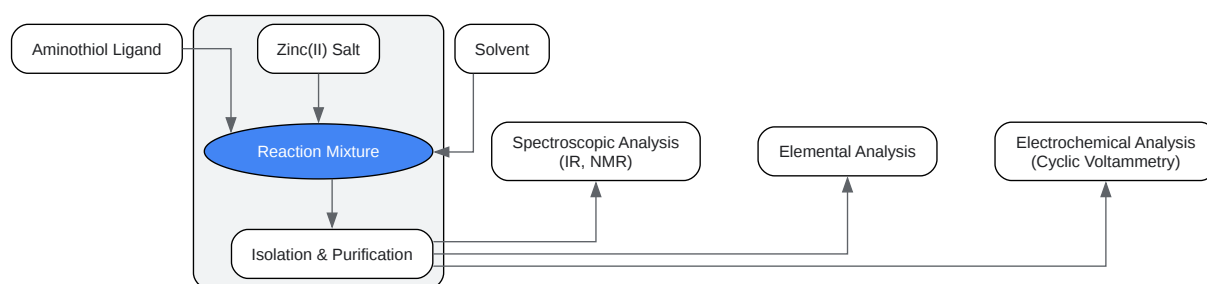 Aminothiol Ligand
Zinc(II) Salt
Solvent
Reaction Mixture
Spectroscopic Analysis
(IR, NMR)
Elemental Analysis
Electrochemical Analysis
(Cyclic Voltammetry)
Isolation & Purification